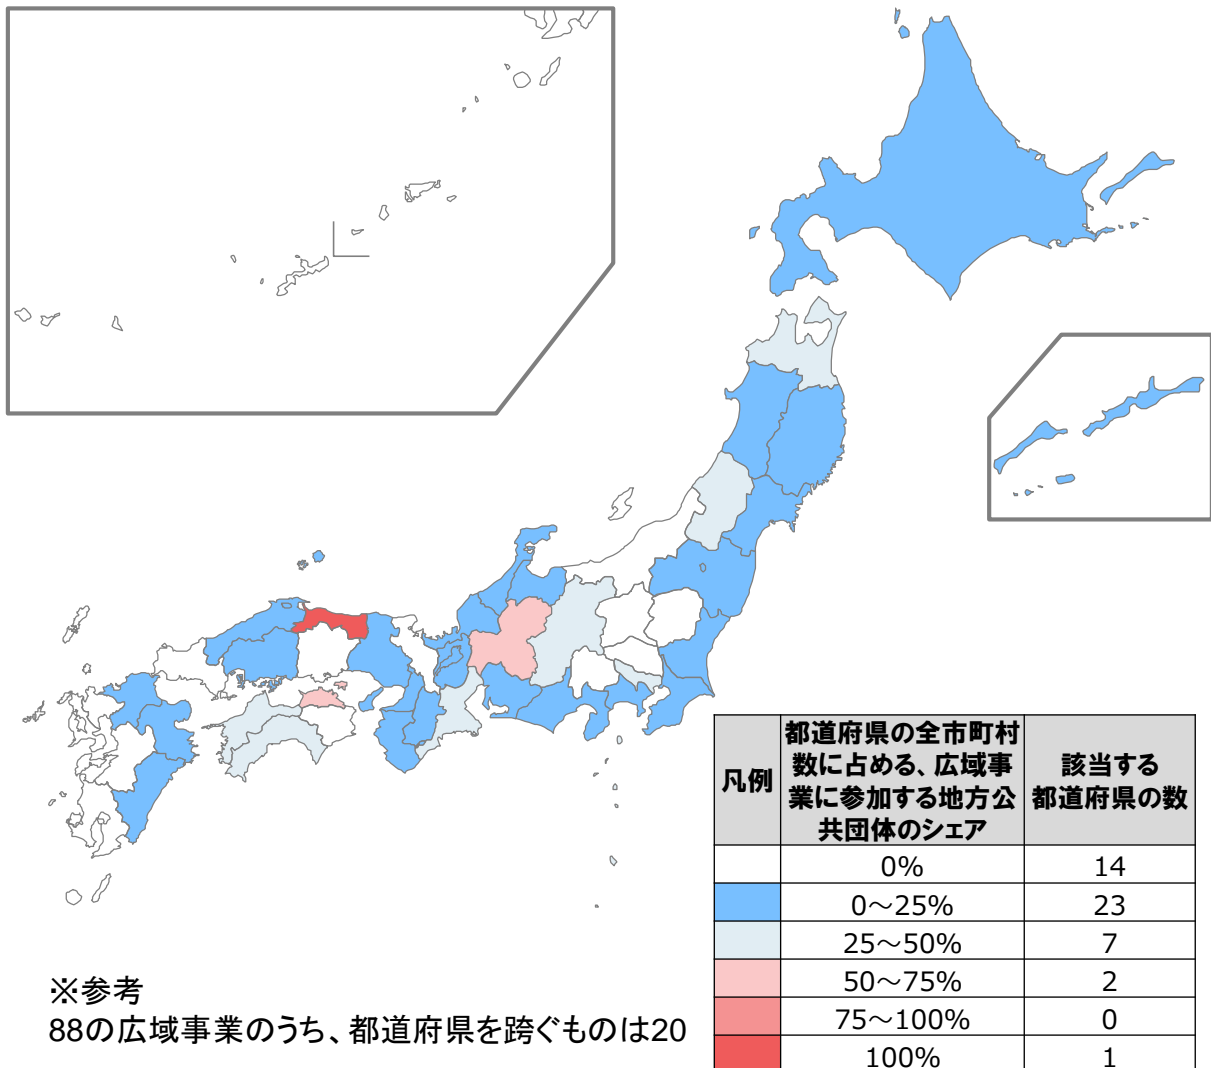 凡例
都道府県の全市町村
数に占める、広域事
業に参加する地方公
共団体のシェア
該当する
都道府県の数
0% 14
0～25% 23
25～50% 7
50～75% 2
75～100% 0
100% 1
※参考
88の広域事業のうち、都道府県を跨ぐものは20